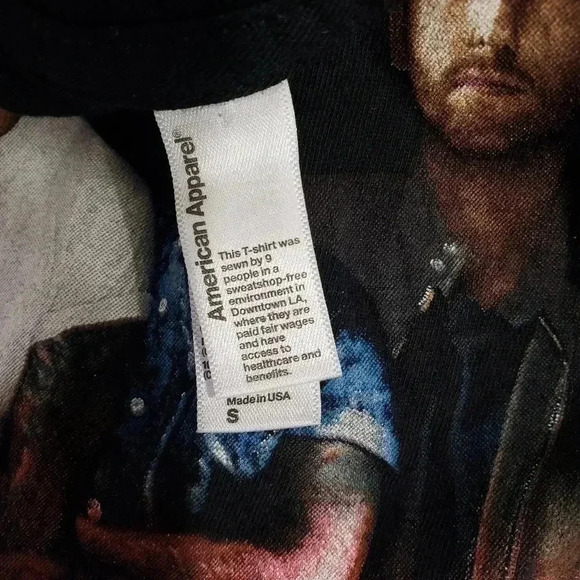 American Apparel®
This T-shirt was
sewn by 9
people in a
sweatshop-free
environment in
Downtown LA,
where they are
paid fair wages
and have
access to
healthcare and
benefits.
Made in USA
S